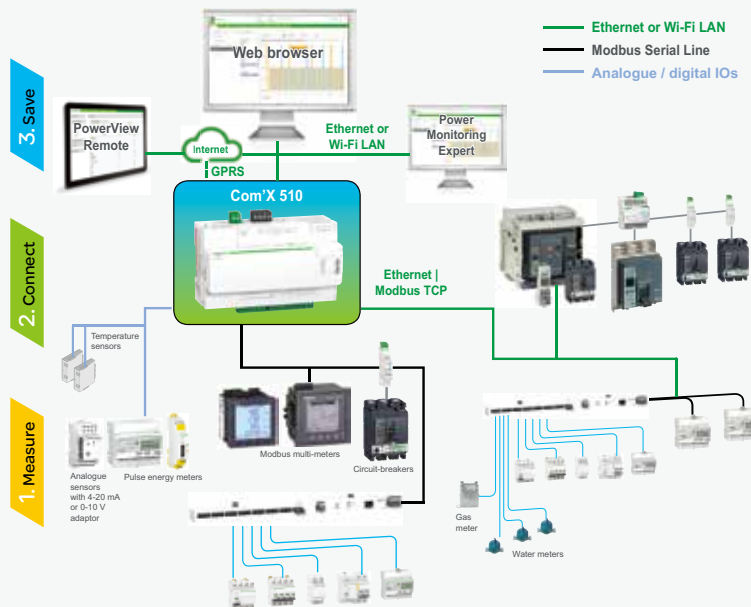 Web browser
Ethernet or Wi-Fi LAN
Modbus Serial Line
Analogue / digital IOs
3. Save
PowerView
Remote
Internet
GPRS
Ethernet or
Wi-Fi LAN
Power
Monitoring
Expert
Com'X 510
2. Connect
Ethernet |
Modbus TCP
Temperature
sensors
1. Measure
Analogue
sensors
with 4-20 mA
or 0-10 V
adaptor
Pulse energy meters
Modbus multi-meters
Circuit-breakers
Gas
meter
Water meters